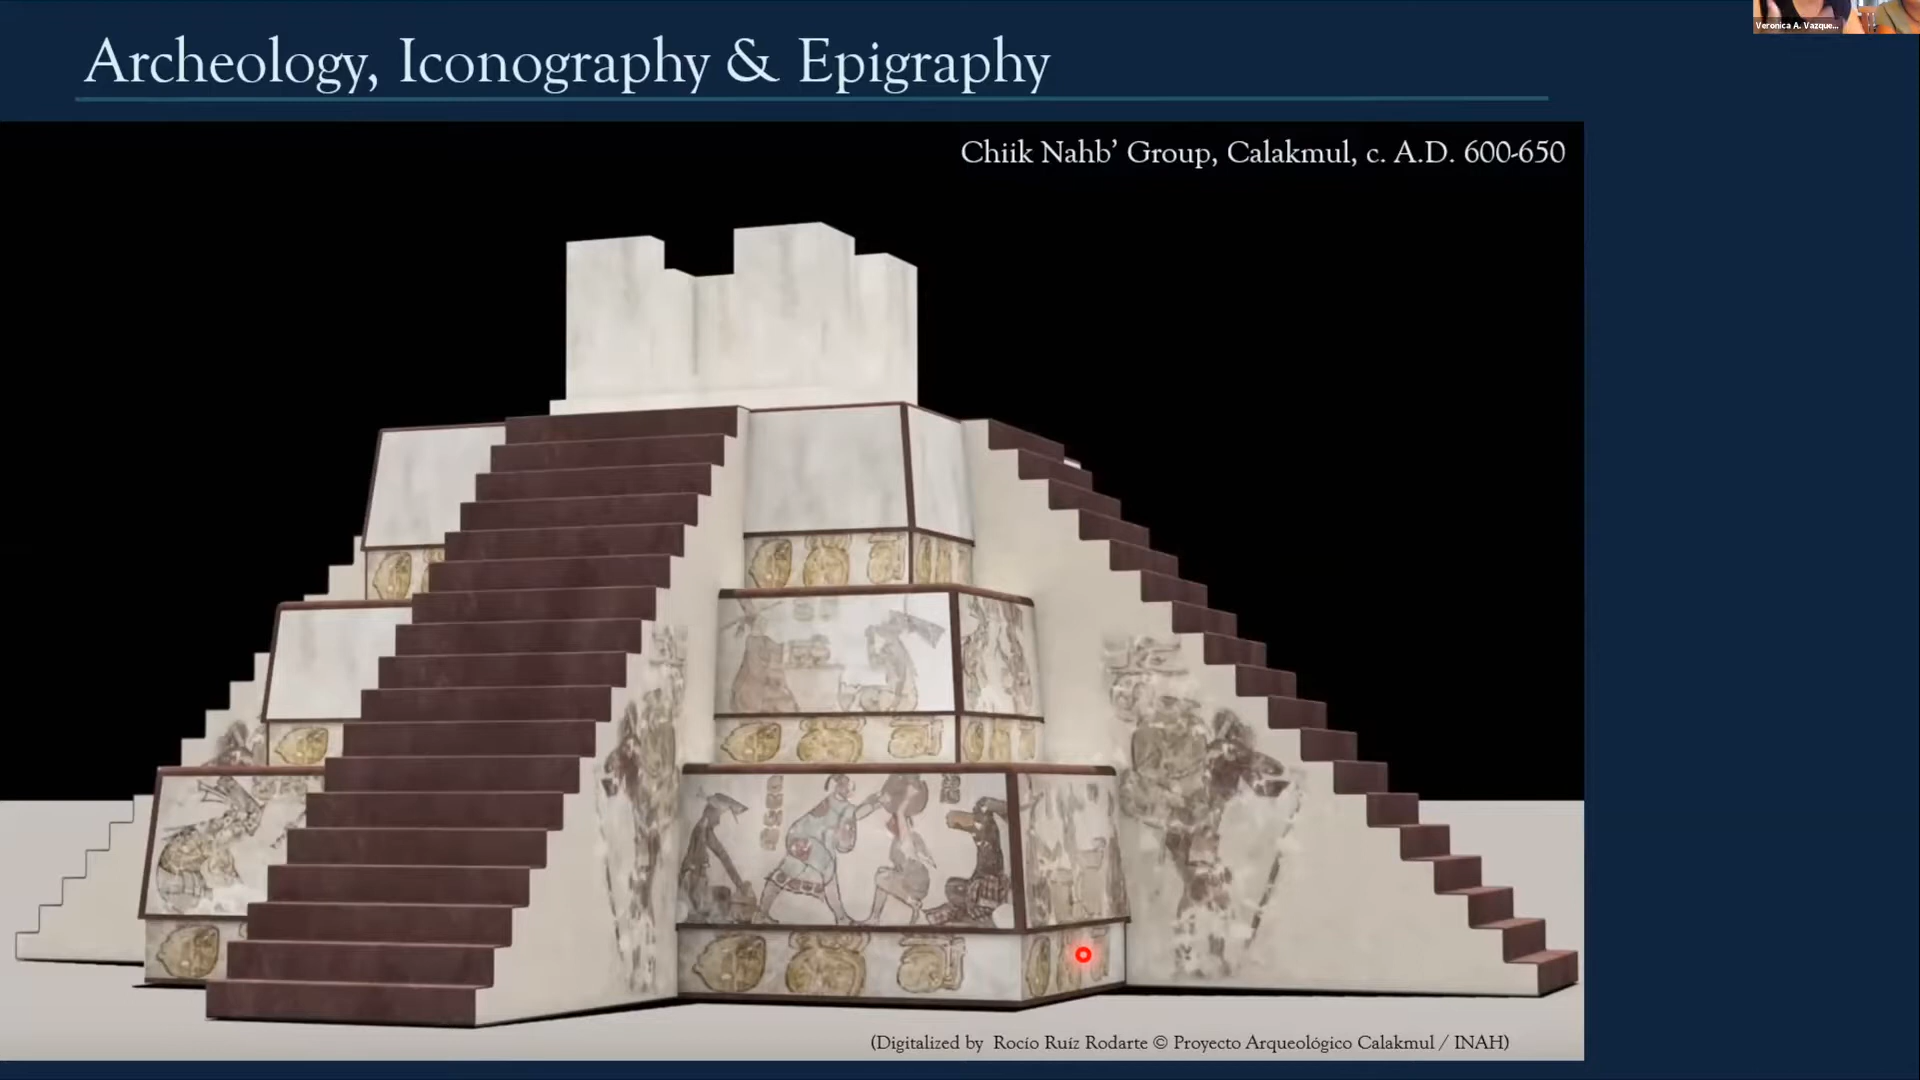 Veronica A. Vazque...
Archeology, Iconography & Epigraphy
Chiik Nahb’ Group, Calakmul, c. A.D. 600-650
(Digitalized by Rocío Ruíz Rodarte © Proyecto Arqueológico Calakmul / INAH)